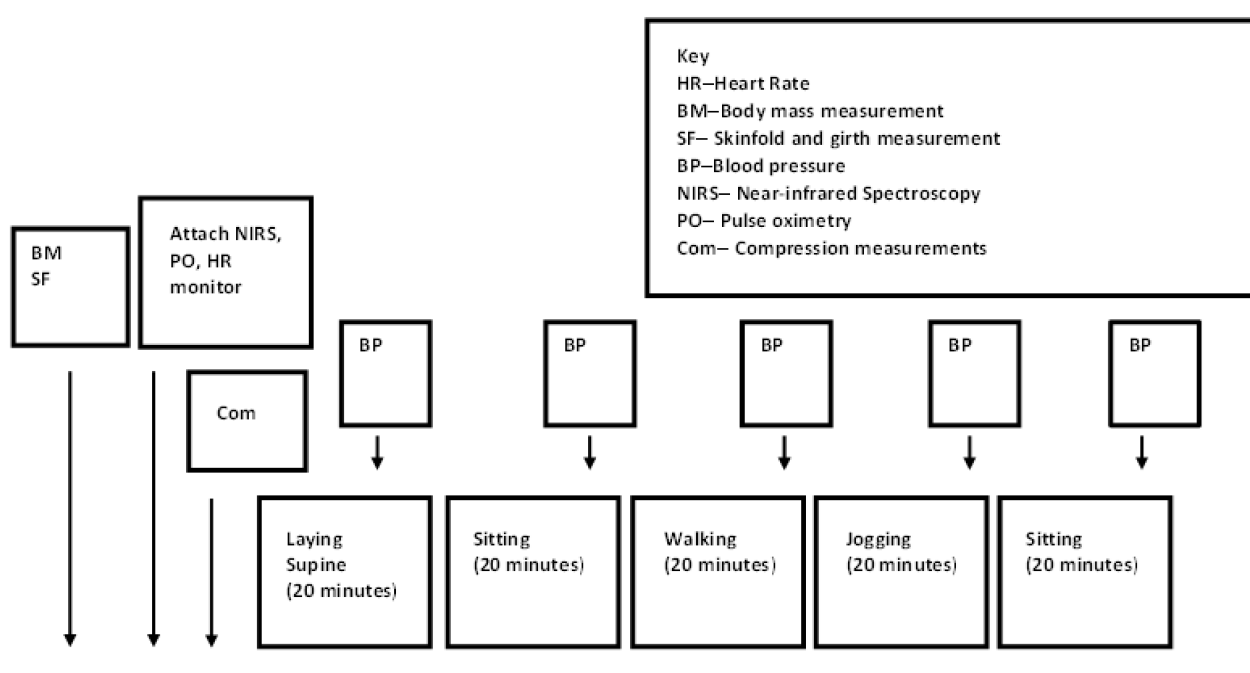 Key
HR—Heart Rate
BM—Body mass measurement
SF— Skinfold and girth measurement
BP—Blood pressure
NIRS— Near-infrared Spectroscopy
PO— Pulse oximetry
Com— Compression measurements
BM
SF
Attach NIRS,
PO, HR
monitor
Com
BP
BP
BP
BP
BP
Laying
Supine
(20 minutes)
Sitting
(20 minutes)
Walking
(20 minutes)
Jogging
(20 minutes)
Sitting
(20 minutes)